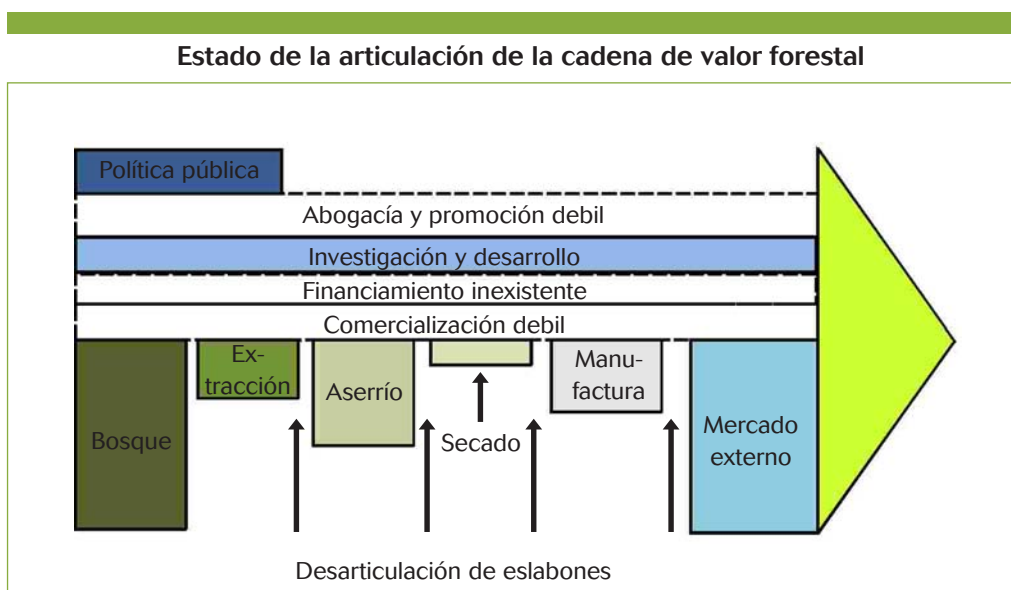 Estado de la articulación de la cadena de valor forestal
Política pública
Abogacía y promoción debil
Investigación y desarrollo
Financiamiento inexistente
Comercialización debil
Bosque
Ex-
tracción
Aserrío
Secado
Manu-
factura
Mercado
externo
Desarticulación de eslabones